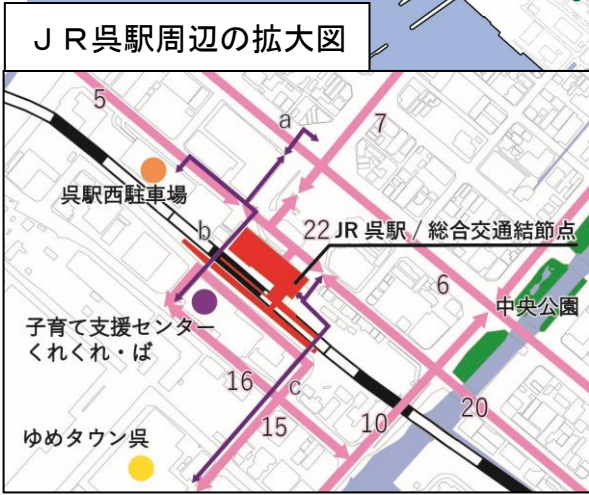 ＪＲ呉駅周辺の拡大図
5
a
7
呉駅西駐車場
b
22
JR 呉駅 / 総合交通結節点
6
中央公園
子育て支援センター
くれくれ・ば
16
c
20
15
10
ゆめタウン呉